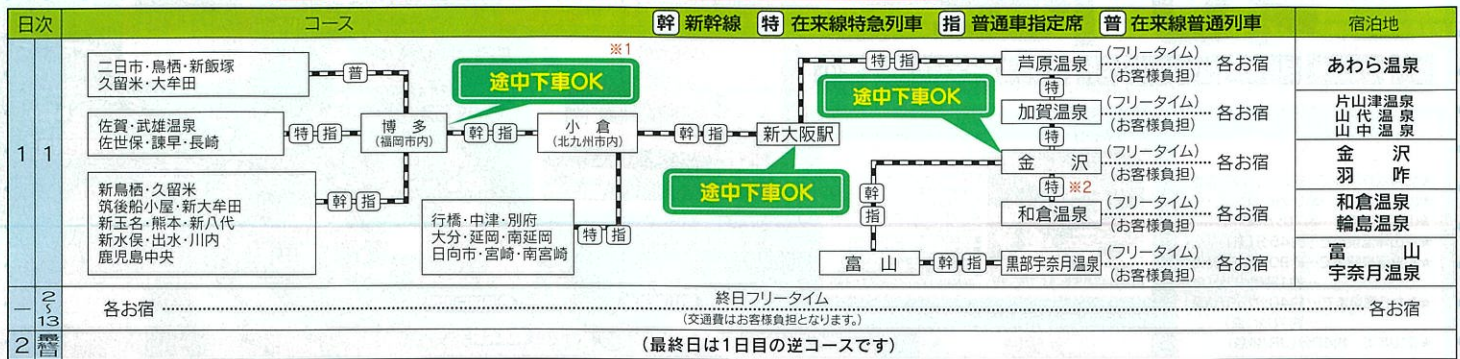 日次
コース
幹 新幹線 特 在来線特急列車 指 普通車指定席 普 在来線普通列車
宿泊地
1 1
二日市・鳥栖・新飯塚
久留米・大牟田
普
佐賀・武雄温泉
佐世保・諫早・長崎
特 指
新鳥栖・久留米
筑後船小屋・新大牟田
新玉名・熊本・新八代
新水俣・出水・川内
鹿児島中央
幹 指
※1
途中下車OK
博多
(福岡市内)
幹 指
小倉
(北九州市内)
行橋・中津・別府
大分・延岡・南延岡
日向市・宮崎・南宮崎
特 指
幹 指
新大阪駅
途中下車OK
特 指
途中下車OK
芦原温泉
(フリータイム)
(お客様負担)
各お宿
あわら温泉
特
加賀温泉
(フリータイム)
(お客様負担)
各お宿
片山津温泉
山代温泉
山中温泉
特
金沢
(フリータイム)
(お客様負担)
各お宿
金沢
羽咋
特 ※2
和倉温泉
(フリータイム)
(お客様負担)
各お宿
和倉温泉
輪島温泉
幹
指
富山
幹 指
黒部宇奈月温泉
(フリータイム)
(お客様負担)
各お宿
富山
宇奈月温泉
一 2〜13
各お宿
終日フリータイム
(交通費はお客様負担となります。)
各お宿
2 最終日
(最終日は1日目の逆コースです)